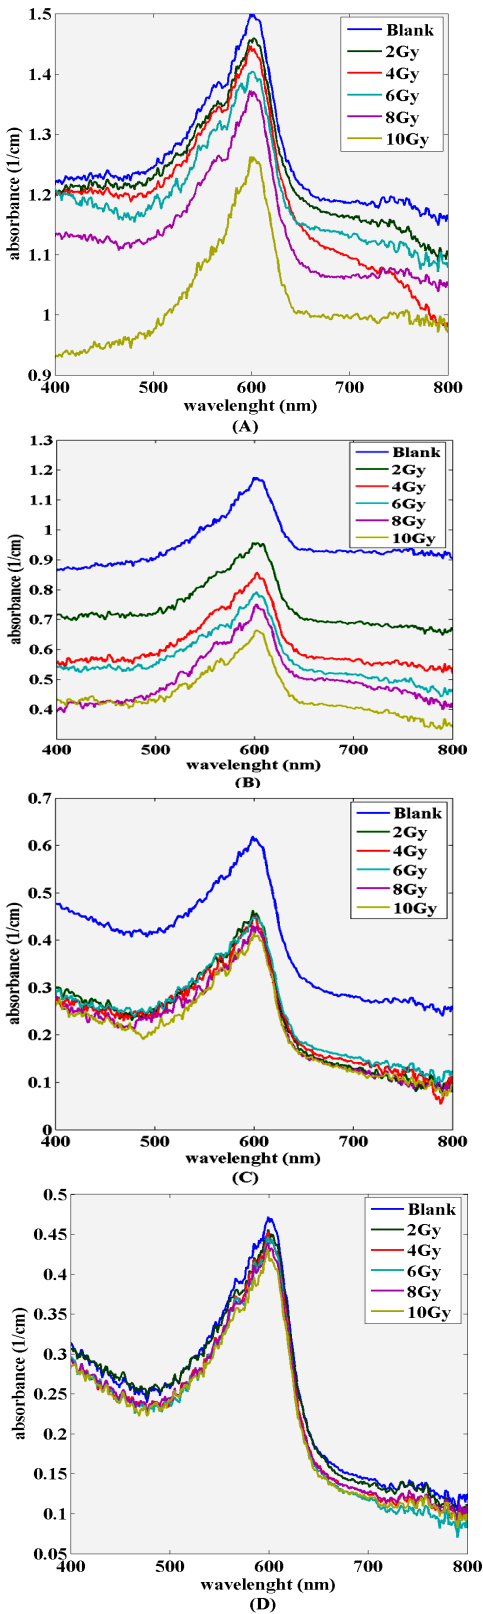 1.5
1.4
1.3
1.2
1.1
1
0.9
absorbance (1/cm)
Blank
2Gy
4Gy
6Gy
8Gy
10Gy
400 500 600 700 800
wavelenght (nm)
(A)
1.3
1.2
1.1
1
0.9
0.8
0.7
0.6
0.5
0.4
absorbance (1/cm)
Blank
2Gy
4Gy
6Gy
8Gy
10Gy
400 500 600 700 800
wavelenght (nm)
(B)
0.7
0.6
0.5
0.4
0.3
0.2
0.1
0
absorbance (1/cm)
Blank
2Gy
4Gy
6Gy
8Gy
10Gy
400 500 600 700 800
wavelenght (nm)
(C)
0.5
0.45
0.4
0.35
0.3
0.25
0.2
0.15
0.1
0.05
absorbance (1/cm)
Blank
2Gy
4Gy
6Gy
8Gy
10Gy
400 500 600 700 800
wavelenght (nm)
(D)